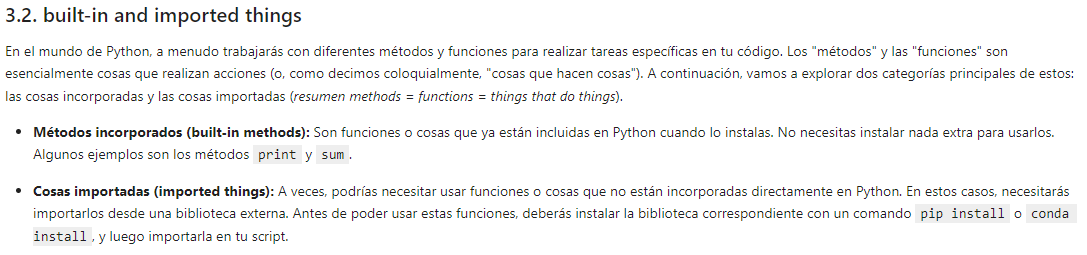 3.2. built-in and imported things
En el mundo de Python, a menudo trabajarás con diferentes métodos y funciones para realizar tareas específicas en tu código. Los "métodos" y las "funciones" son
esencialmente cosas que realizan acciones (o, como decimos coloquialmente, "cosas que hacen cosas"). A continuación, vamos a explorar dos categorías principales de estos:
las cosas incorporadas y las cosas importadas (resumen methods = functions = things that do things).
• Métodos incorporados (built-in methods): Son funciones o cosas que ya están incluidas en Python cuando lo instalas. No necesitas instalar nada extra para usarlos.
Algunos ejemplos son los métodos print y sum.
• Cosas importadas (imported things): A veces, podrías necesitar usar funciones o cosas que no están incorporadas directamente en Python. En estos casos, necesitarás
importarlos desde una biblioteca externa. Antes de poder usar estas funciones, deberás instalar la biblioteca correspondiente con un comando pip install o conda
install, y luego importarla en tu script.